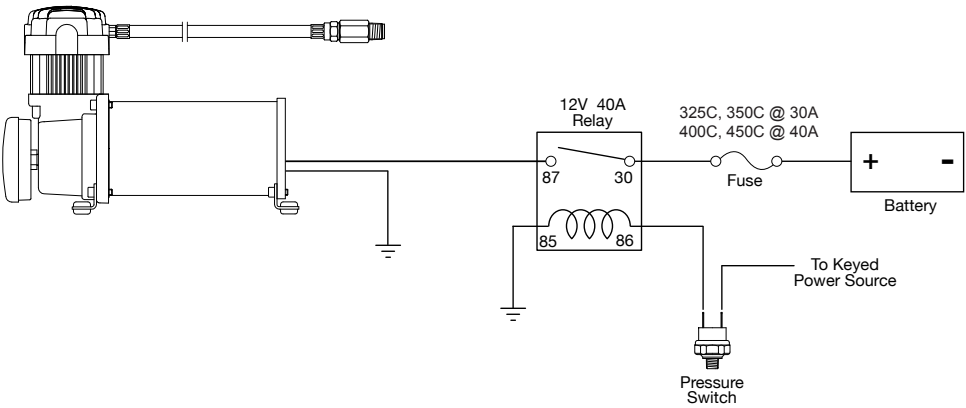 12V 40A
Relay
325C, 350C @ 30A
400C, 450C @ 40A
87
30
Fuse
+
-
Battery
85
86
To Keyed
Power Source
Pressure
Switch